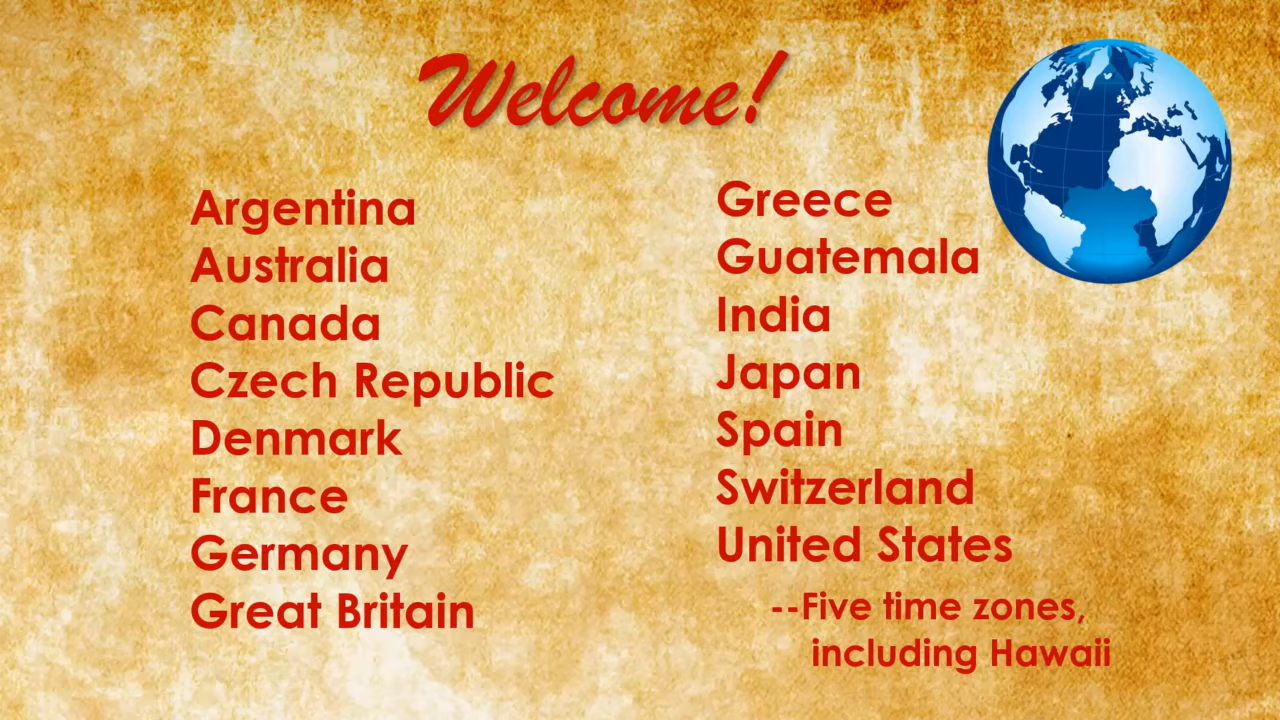 Welcome!
Argentina
Australia
Canada
Czech Republic
Denmark
France
Germany
Great Britain
Greece
Guatemala
India
Japan
Spain
Switzerland
United States
--Five time zones,
including Hawaii